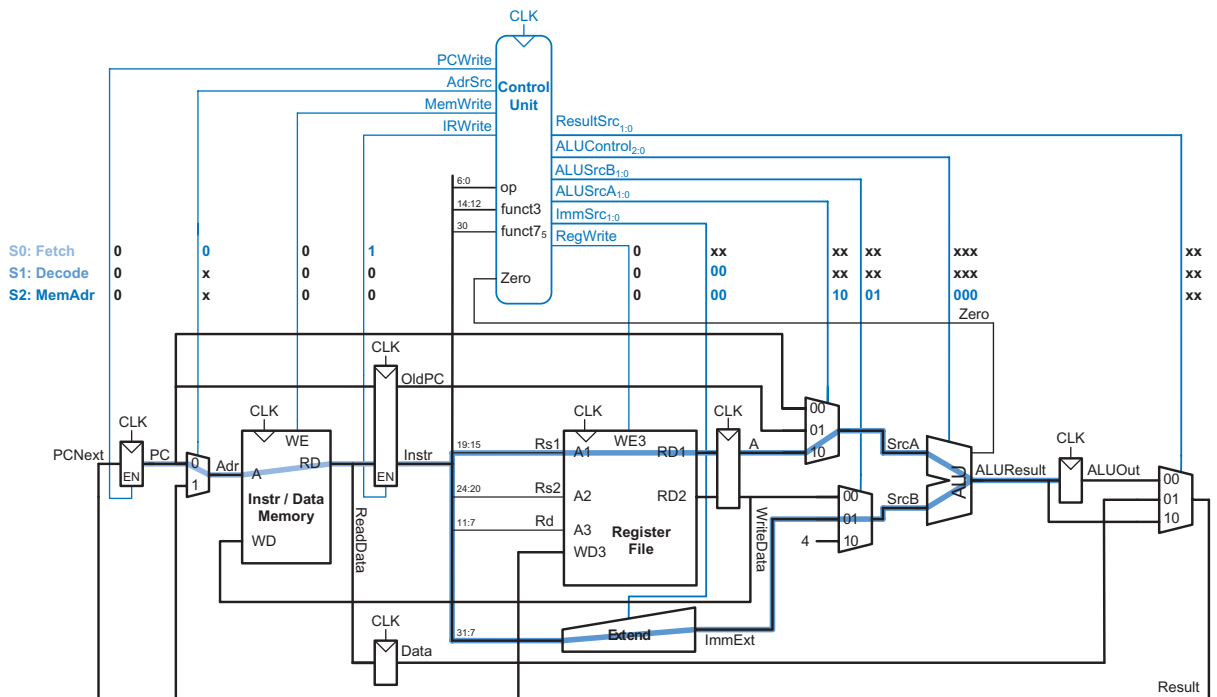 CLK
PCWrite
AdrSrc
MemWrite
IRWrite
Control
Unit
ResultSrc1:0
ALUControl2:0
ALUSrcB1:0
ALUSrcA1:0
ImmSrc1:0
RegWrite
6:0
op
14:12
funct3
30
funct75
Zero
S0: Fetch 0 0 0 1 0 xx xx xx xxx xx
S1: Decode 0 x 0 0 0 00 xx xx xxx xx
S2: MemAdr 0 x 0 0 0 00 10 01 000 xx
Zero
CLK
OldPC
CLK
CLK
CLK
CLK
CLK
CLK
PCNext
EN
PC
0
1
Adr
WE
A
RD
Instr / Data
Memory
WD
ReadData
EN
Instr
19:15
Rs1
24:20
Rs2
11:7
Rd
31:7
WE3
A1
RD1
A2
RD2
A3
WD3
Register
File
A
WriteData
00
01
10
SrcA
00
01
10
4
SrcB
ALU
ALUResult
ALUOut
00
01
10
Extend
ImmExt
CLK
Data
Result